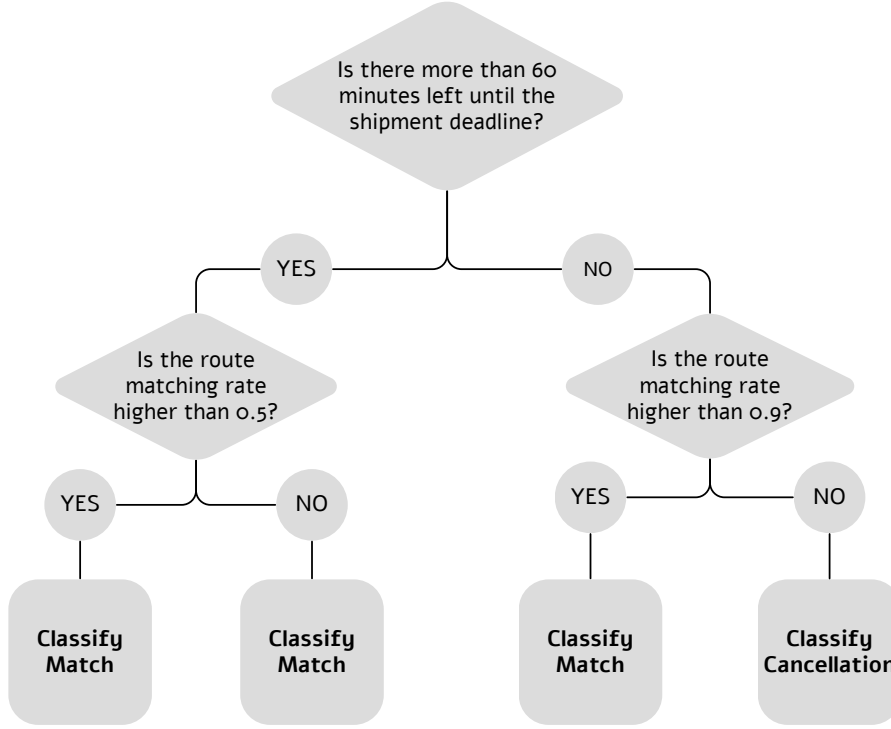 Is there more than 60
minutes left until the
shipment deadline?
YES
NO
Is the route
matching rate
higher than 0.5?
Is the route
matching rate
higher than 0.9?
YES
NO
YES
NO
Classify
Match
Classify
Match
Classify
Match
Classify
Cancellation